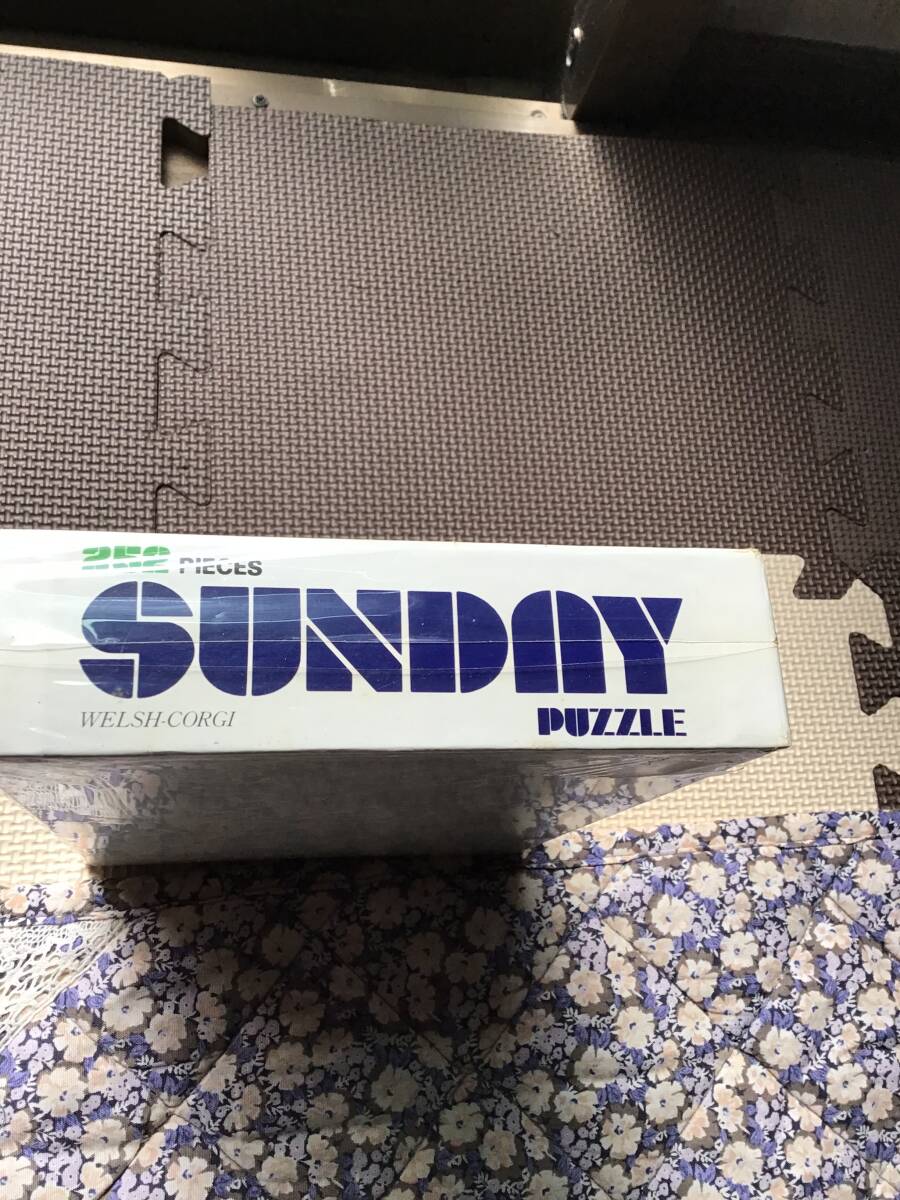 252 PIECES
SUNDAY
WELSH-CORGI
PUZZLE